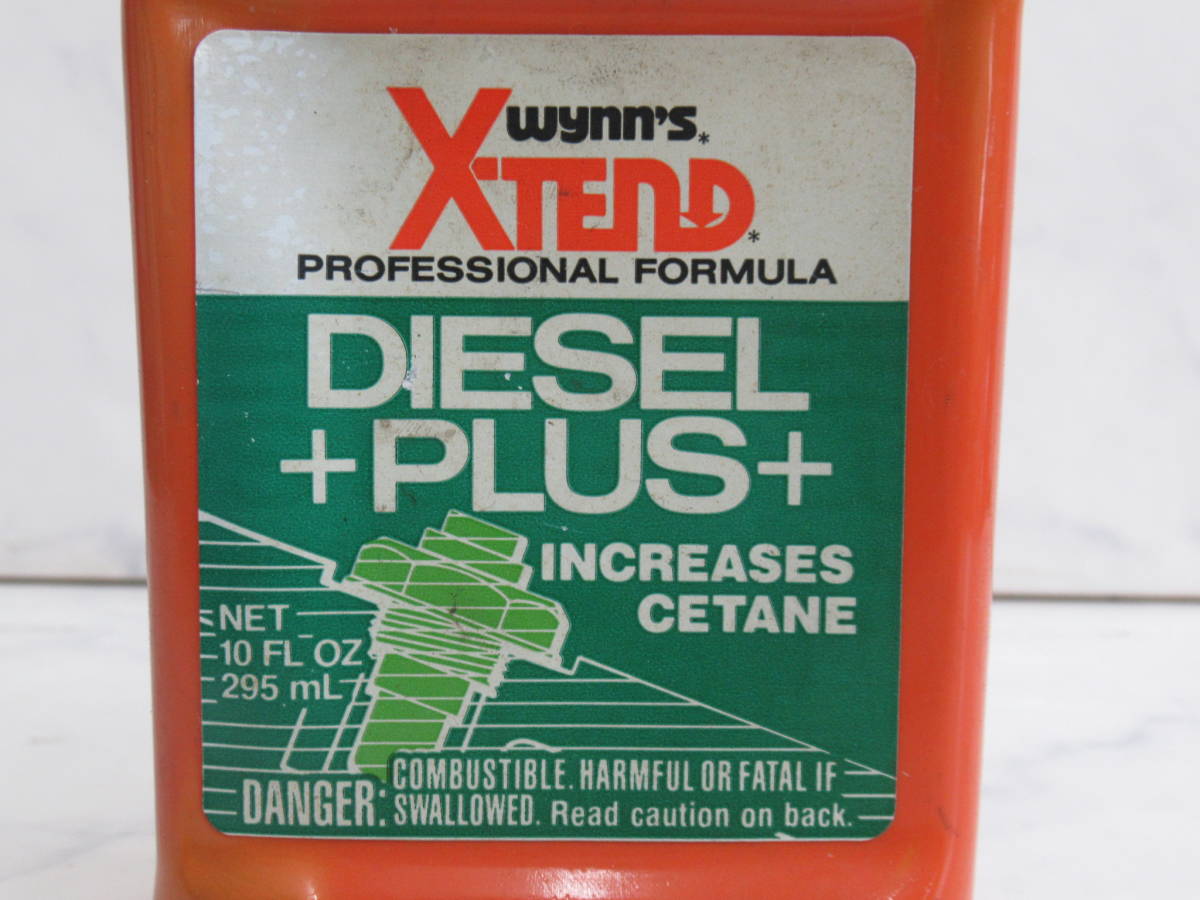 wynn's*
XTEND*
PROFESSIONAL FORMULA
DIESEL
+PLUS+
INCREASES
CETANE
NET
10 FL OZ
295 mL
DANGER: COMBUSTIBLE. HARMFUL OR FATAL IF
SWALLOWED. Read caution on back.